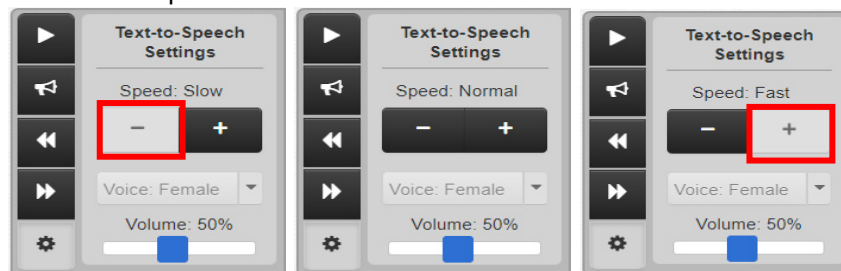 Text-to-Speech
Settings
Speed: Slow
− +
Voice: Female
Volume: 50%
Text-to-Speech
Settings
Speed: Normal
− +
Voice: Female
Volume: 50%
Text-to-Speech
Settings
Speed: Fast
− +
Voice: Female
Volume: 50%